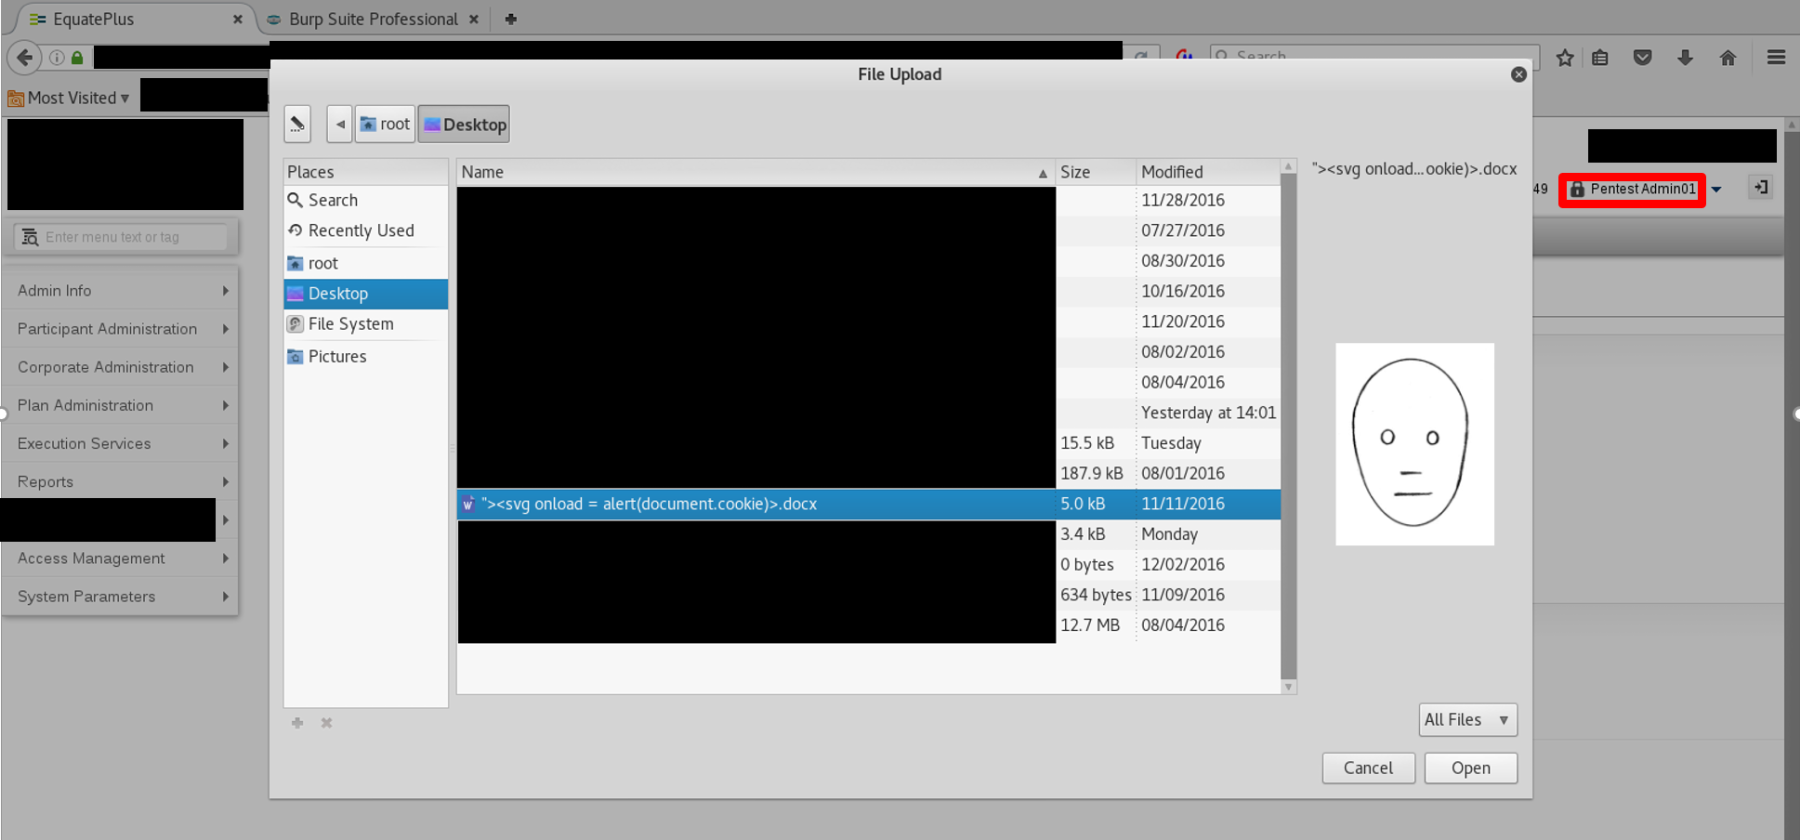 EquatePlus
Burp Suite Professional
Search
Most Visited
File Upload
root
Desktop
Places
Search
Recently Used
root
Desktop
File System
Pictures
Name
Size
Modified
11/28/2016
07/27/2016
08/30/2016
10/16/2016
11/20/2016
08/02/2016
08/04/2016
Yesterday at 14:01
15.5 kB Tuesday
187.9 kB 08/01/2016
"><svg onload = alert(document.cookie)>.docx 5.0 kB 11/11/2016
3.4 kB Monday
0 bytes 12/02/2016
634 bytes 11/09/2016
12.7 MB 08/04/2016
"><svg onload...ookie)>.docx
49 Pentest Admin01
Enter menu text or tag
Admin Info
Participant Administration
Corporate Administration
Plan Administration
Execution Services
Reports
Access Management
System Parameters
All Files
Cancel
Open